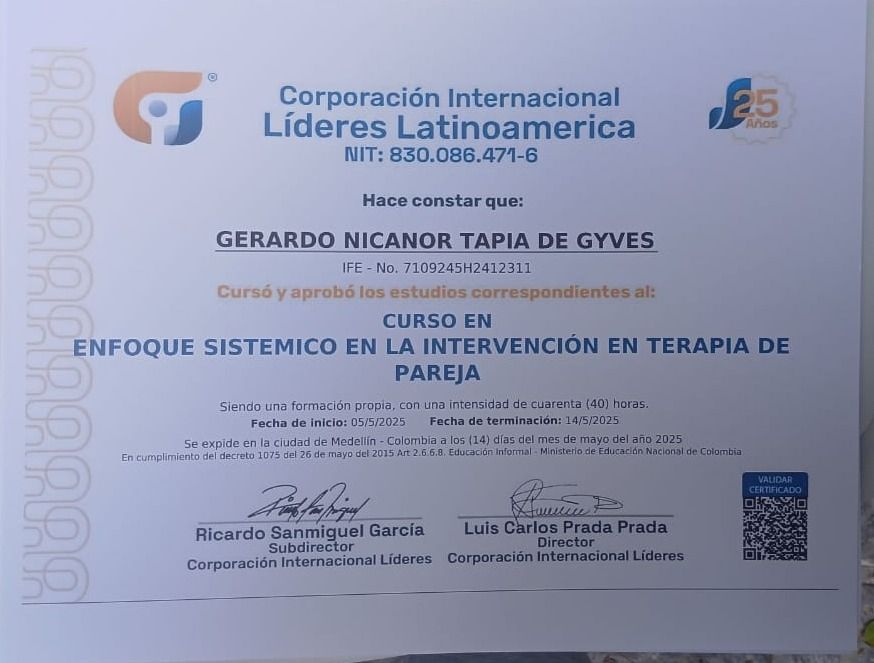 ®
25
Años
Corporación Internacional
Líderes Latinoamerica
NIT: 830.086.471-6
Hace constar que:
GERARDO NICANOR TAPIA DE GYVES
IFE - No. 7109245H2412311
Cursó y aprobó los estudios correspondientes al:
CURSO EN
ENFOQUE SISTEMICO EN LA INTERVENCIÓN EN TERAPIA DE
PAREJA
Siendo una formación propia, con una intensidad de cuarenta (40) horas.
Fecha de inicio: 05/5/2025 Fecha de terminación: 14/5/2025
Se expide en la ciudad de Medellín - Colombia a los (14) días del mes de mayo del año 2025
En cumplimiento del decreto 1075 del 26 de mayo del 2015 Art 2.6.6.8. Educación Informal - Ministerio de Educación Nacional de Colombia
VALIDAR
CERTIFICADO
Ricardo Sanmiguel García
Subdirector
Corporación Internacional Líderes
Luis Carlos Prada Prada
Director
Corporación Internacional Líderes